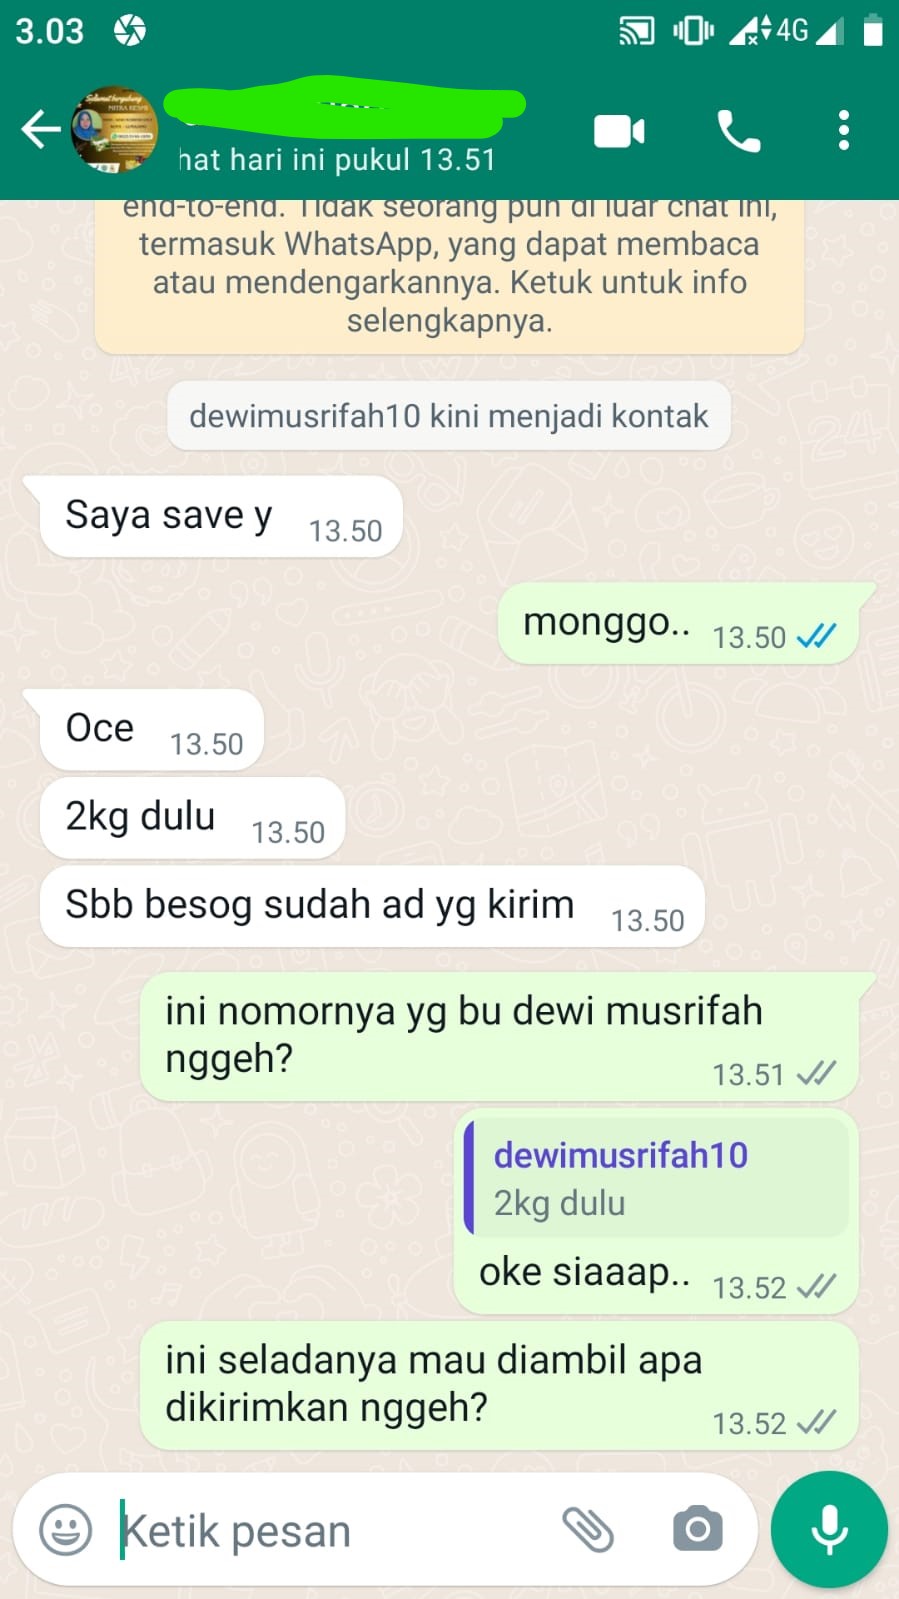 3.03
4G
hat hari ini pukul 13.51
end-to-end. Tidak seorang pun di luar chat ini,
termasuk WhatsApp, yang dapat membaca
atau mendengarkannya. Ketuk untuk info
selengkapnya.
dewimusrifah10 kini menjadi kontak
Saya save y 13.50
monggo.. 13.50
Oce 13.50
2kg dulu 13.50
Sbb besog sudah ad yg kirim 13.50
ini nomornya yg bu dewi musrifah
nggeh? 13.51
dewimusrifah10
2kg dulu
oke siaaap.. 13.52
ini seladanya mau diambil apa
dikirimkan nggeh? 13.52
Ketik pesan